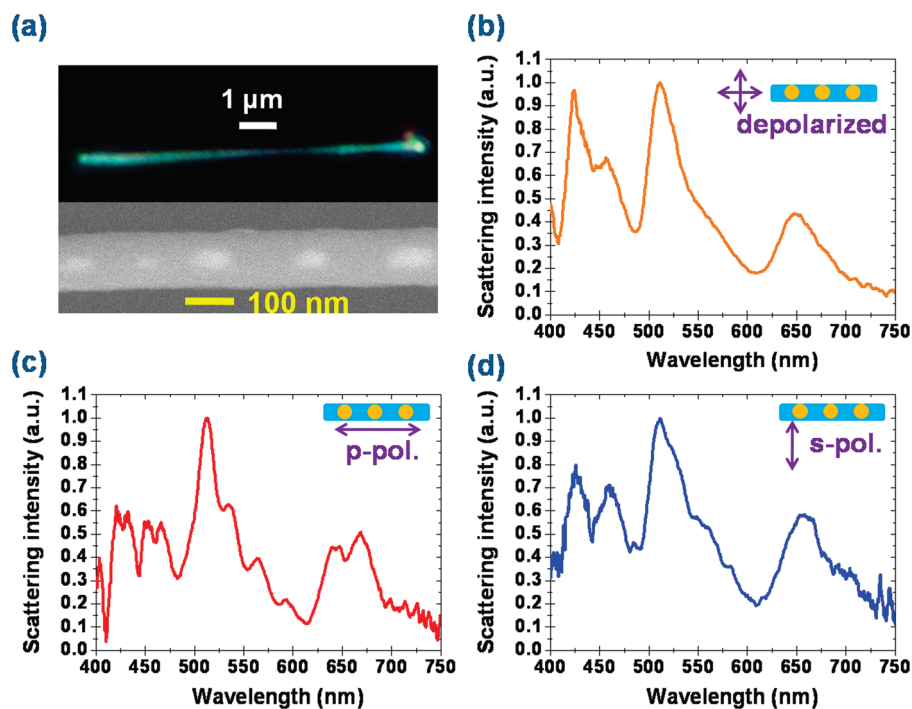 (a)
1 μm
100 nm
(b)
Scattering intensity (a.u.)
1.1
1.0
0.9
0.8
0.7
0.6
0.5
0.4
0.3
0.2
0.1
0.0
depolarized
400 450 500 550 600 650 700 750
Wavelength (nm)
(c)
Scattering intensity (a.u.)
1.1
1.0
0.9
0.8
0.7
0.6
0.5
0.4
0.3
0.2
0.1
0.0
p-pol.
400 450 500 550 600 650 700 750
Wavelength (nm)
(d)
Scattering intensity (a.u.)
1.1
1.0
0.9
0.8
0.7
0.6
0.5
0.4
0.3
0.2
0.1
0.0
s-pol.
400 450 500 550 600 650 700 750
Wavelength (nm)